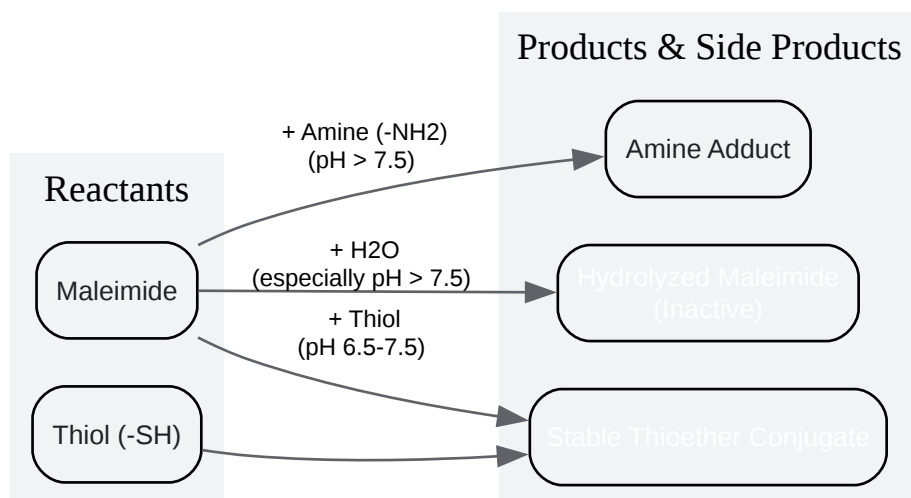 Products & Side Products
+ Amine (-NH2)
(pH > 7.5)
Amine Adduct
Reactants
Maleimide
+ H2O
(especially pH > 7.5)
Hydrolyzed Maleimide
(Inactive)
+ Thiol
(pH 6.5-7.5)
Thiol (-SH)
Stable Thioether Conjugate